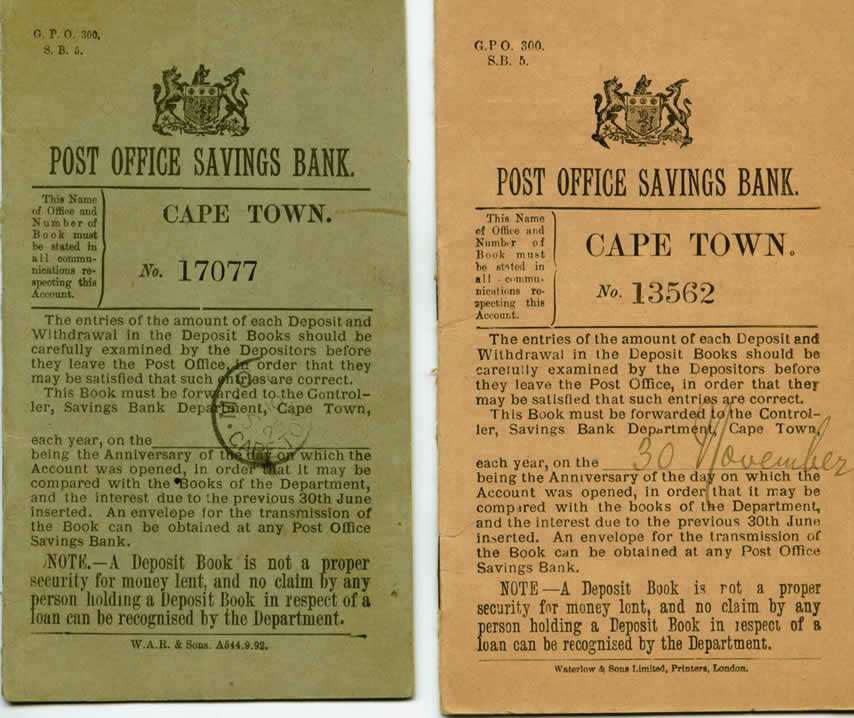 G. P. O. 300,
S. B. 5.
POST OFFICE SAVINGS BANK.
This Name
of Office and
Number of
Book must
be stated in
all commu-
nications re-
specting this
Account.
CAPE TOWN.
No. 17077
The entries of the amount of each Deposit and
Withdrawal in the Deposit Books should be
carefully examined by the Depositors before
they leave the Post Office, in order that they
may be satisfied that such entries are correct.
This Book must be forwarded to the Control-
ler, Savings Bank Department, Cape Town,
each year, on the
being the Anniversary of the day on which the
Account was opened, in order that it may be
compared with the Books of the Department,
and the interest due to the previous 30th June
inserted. An envelope for the transmission of
the Book can be obtained at any Post Office
Savings Bank.
NOTE.—A Deposit Book is not a proper
security for money lent, and no claim by any
person holding a Deposit Book in respect of a
loan can be recognised by the Department.
W.A.R. & Sons. A544.9.92.
G.P.O. 300.
S.B. 5.
POST OFFICE SAVINGS BANK.
This Name
of Office and
Number of
Book must
be stated in
all commu-
nications re-
specting this
Account.
CAPE TOWN.
No. 13562
The entries of the amount of each Deposit and
Withdrawal in the Deposit Books should be
carefully examined by the Depositors before
they leave the Post Office, in order that they
may be satisfied that such entries are correct.
This Book must be forwarded to the Control-
ler, Savings Bank Department, Cape Town,
each year, on the 30 November
being the Anniversary of the day on which the
Account was opened, in order that it may be
compared with the books of the Department,
and the interest due to the previous 30th June
inserted. An envelope for the transmission of
the Book can be obtained at any Post Office
Savings Bank.
NOTE—A Deposit Book is not a proper
security for money lent, and no claim by any
person holding a Deposit Book in respect of a
loan can be recognised by the Department.
Waterlow & Sons Limited, Printers, London.